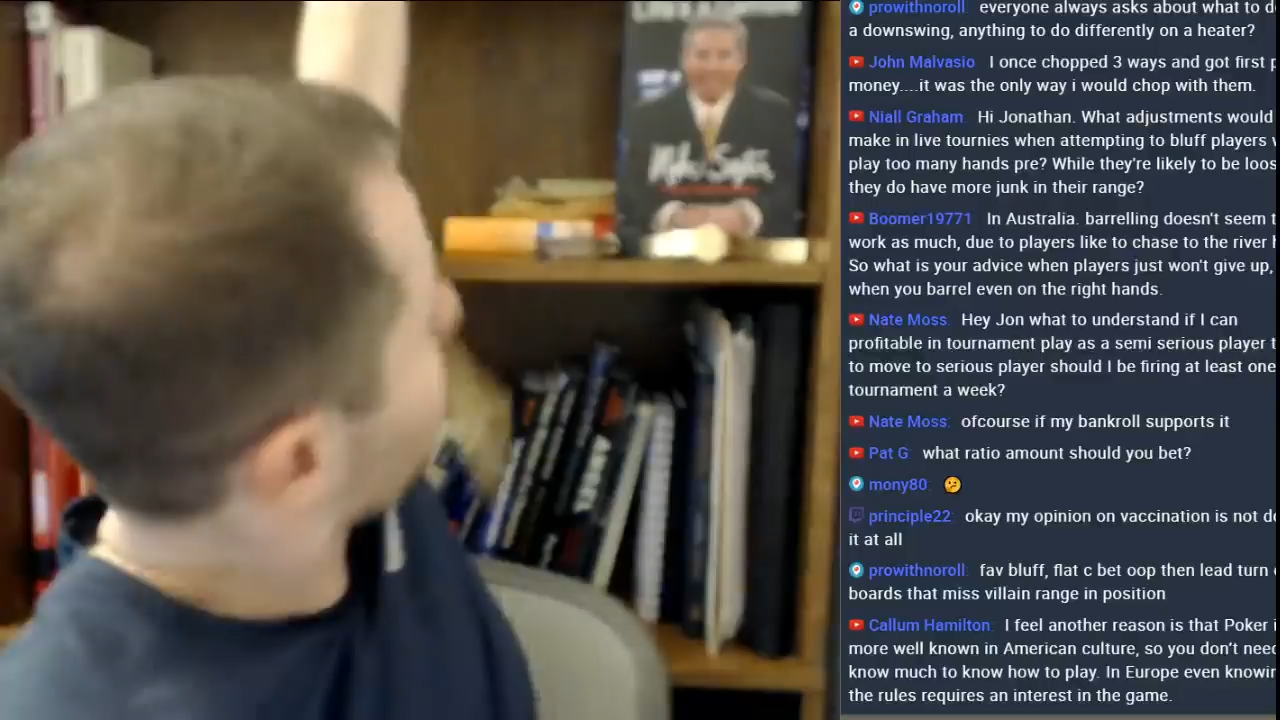 Mike Sexton
prowithnoroll: everyone always asks about what to d
a downswing, anything to do differently on a heater?
John Malvasio: I once chopped 3 ways and got first p
money....it was the only way i would chop with them.
Niall Graham: Hi Jonathan. What adjustments would
make in live tournies when attempting to bluff players
play too many hands pre? While they're likely to be loos
they do have more junk in their range?
Boomer19771: In Australia. barrelling doesn't seem t
work as much, due to players like to chase to the river
So what is your advice when players just won't give up,
when you barrel even on the right hands.
Nate Moss: Hey Jon what to understand if I can
profitable in tournament play as a semi serious player t
to move to serious player should I be firing at least one
tournament a week?
Nate Moss: ofcourse if my bankroll supports it
Pat G: what ratio amount should you bet?
mony80: 🤔
principle22: okay my opinion on vaccination is not d
it at all
prowithnoroll: fav bluff, flat c bet oop then lead turn
boards that miss villain range in position
Callum Hamilton: I feel another reason is that Poker i
more well known in American culture, so you don't need
know much to know how to play. In Europe even knowin
the rules requires an interest in the game.